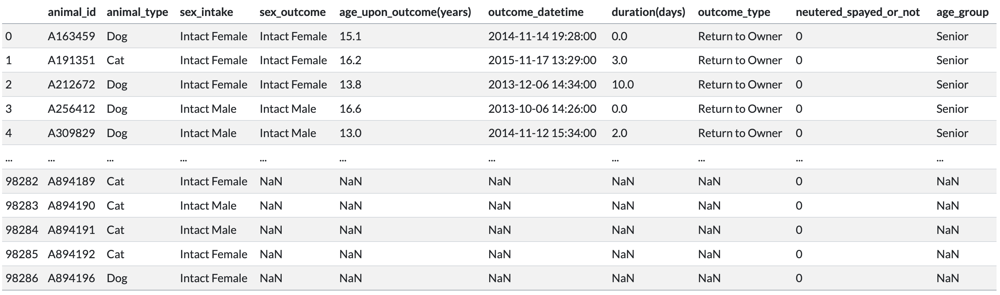 animal_id animal_type sex_intake sex_outcome age_upon_outcome(years) outcome_datetime duration(days) outcome_type neutered_spayed_or_not age_group
0 A163459 Dog Intact Female Intact Female 15.1 2014-11-14 19:28:00 0.0 Return to Owner 0 Senior
1 A191351 Cat Intact Female Intact Female 16.2 2015-11-17 13:29:00 3.0 Return to Owner 0 Senior
2 A212672 Dog Intact Female Intact Female 13.8 2013-12-06 14:34:00 10.0 Return to Owner 0 Senior
3 A256412 Dog Intact Male Intact Male 16.6 2013-10-06 14:26:00 0.0 Return to Owner 0 Senior
4 A309829 Dog Intact Male Intact Male 13.0 2014-11-12 15:34:00 2.0 Return to Owner 0 Senior
... ... ... ... ... ... ... ... ... ... ...
98282 A894189 Cat Intact Female NaN NaN NaN NaN NaN 0 NaN
98283 A894190 Cat Intact Male NaN NaN NaN NaN NaN 0 NaN
98284 A894191 Cat Intact Male NaN NaN NaN NaN NaN 0 NaN
98285 A894192 Cat Intact Female NaN NaN NaN NaN NaN 0 NaN
98286 A894196 Dog Intact Female NaN NaN NaN NaN NaN 0 NaN